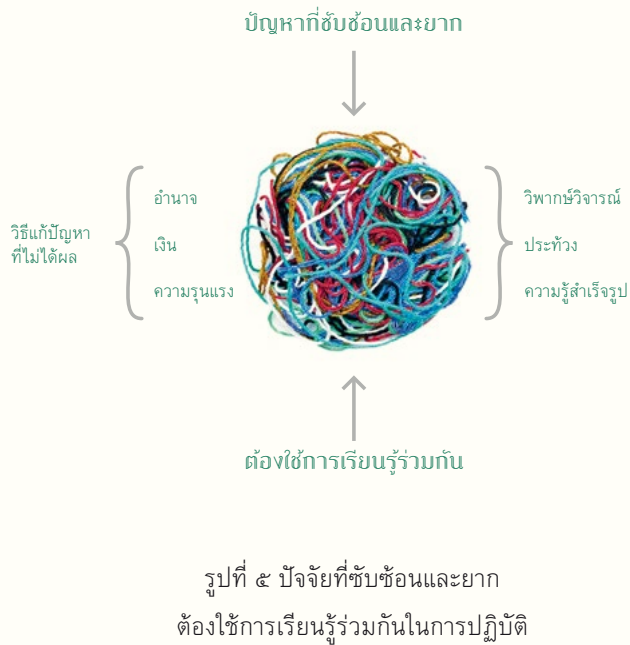 ปัญหาที่ซับซ้อนและยาก
วิธีแก้ปัญหา
ที่ไม่ได้ผล
อำนาจ
เงิน
ความรุนแรง
วิพากษ์วิจารณ์
ประท้วง
ความรู้สำเร็จรูป
ต้องใช้การเรียนรู้ร่วมกัน
รูปที่ ๕ ปัจจัยที่ซับซ้อนและยาก
ต้องใช้การเรียนรู้ร่วมกันในการปฏิบัติ